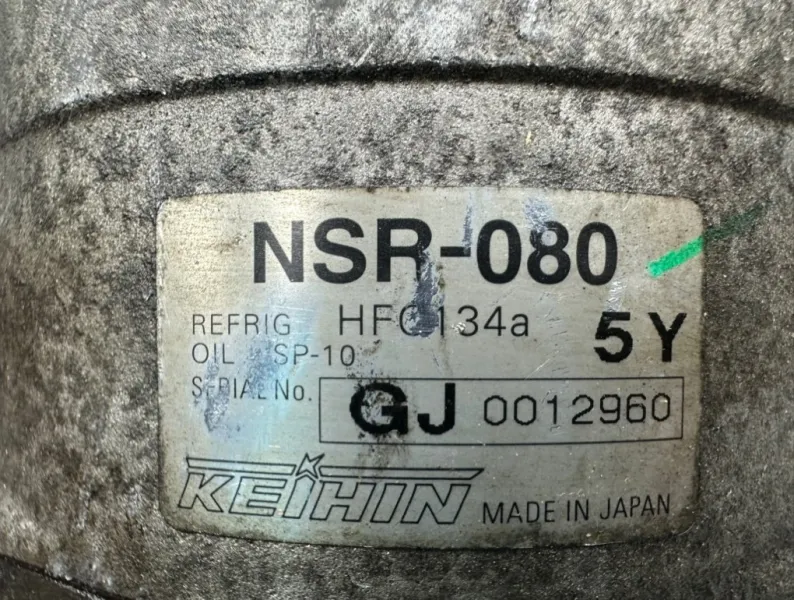 NSR-080
REFRIG HFC134a
OIL SP-10
5Y
SERIAL No. GJ 0012960
KEIHIN MADE IN JAPAN